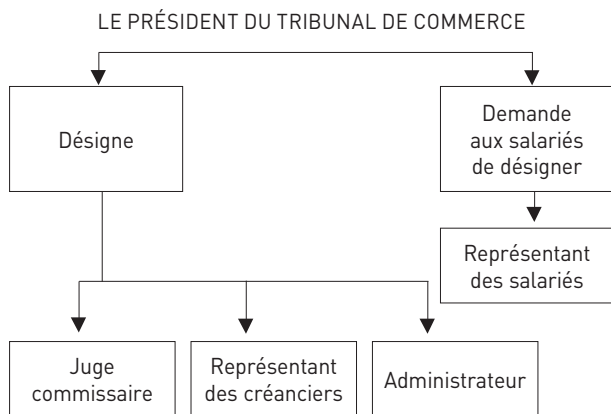 LE PRÉSIDENT DU TRIBUNAL DE COMMERCE
Désigne
Demande
aux salariés
de désigner
Représentant
des salariés
Juge
commissaire
Représentant
des créanciers
Administrateur